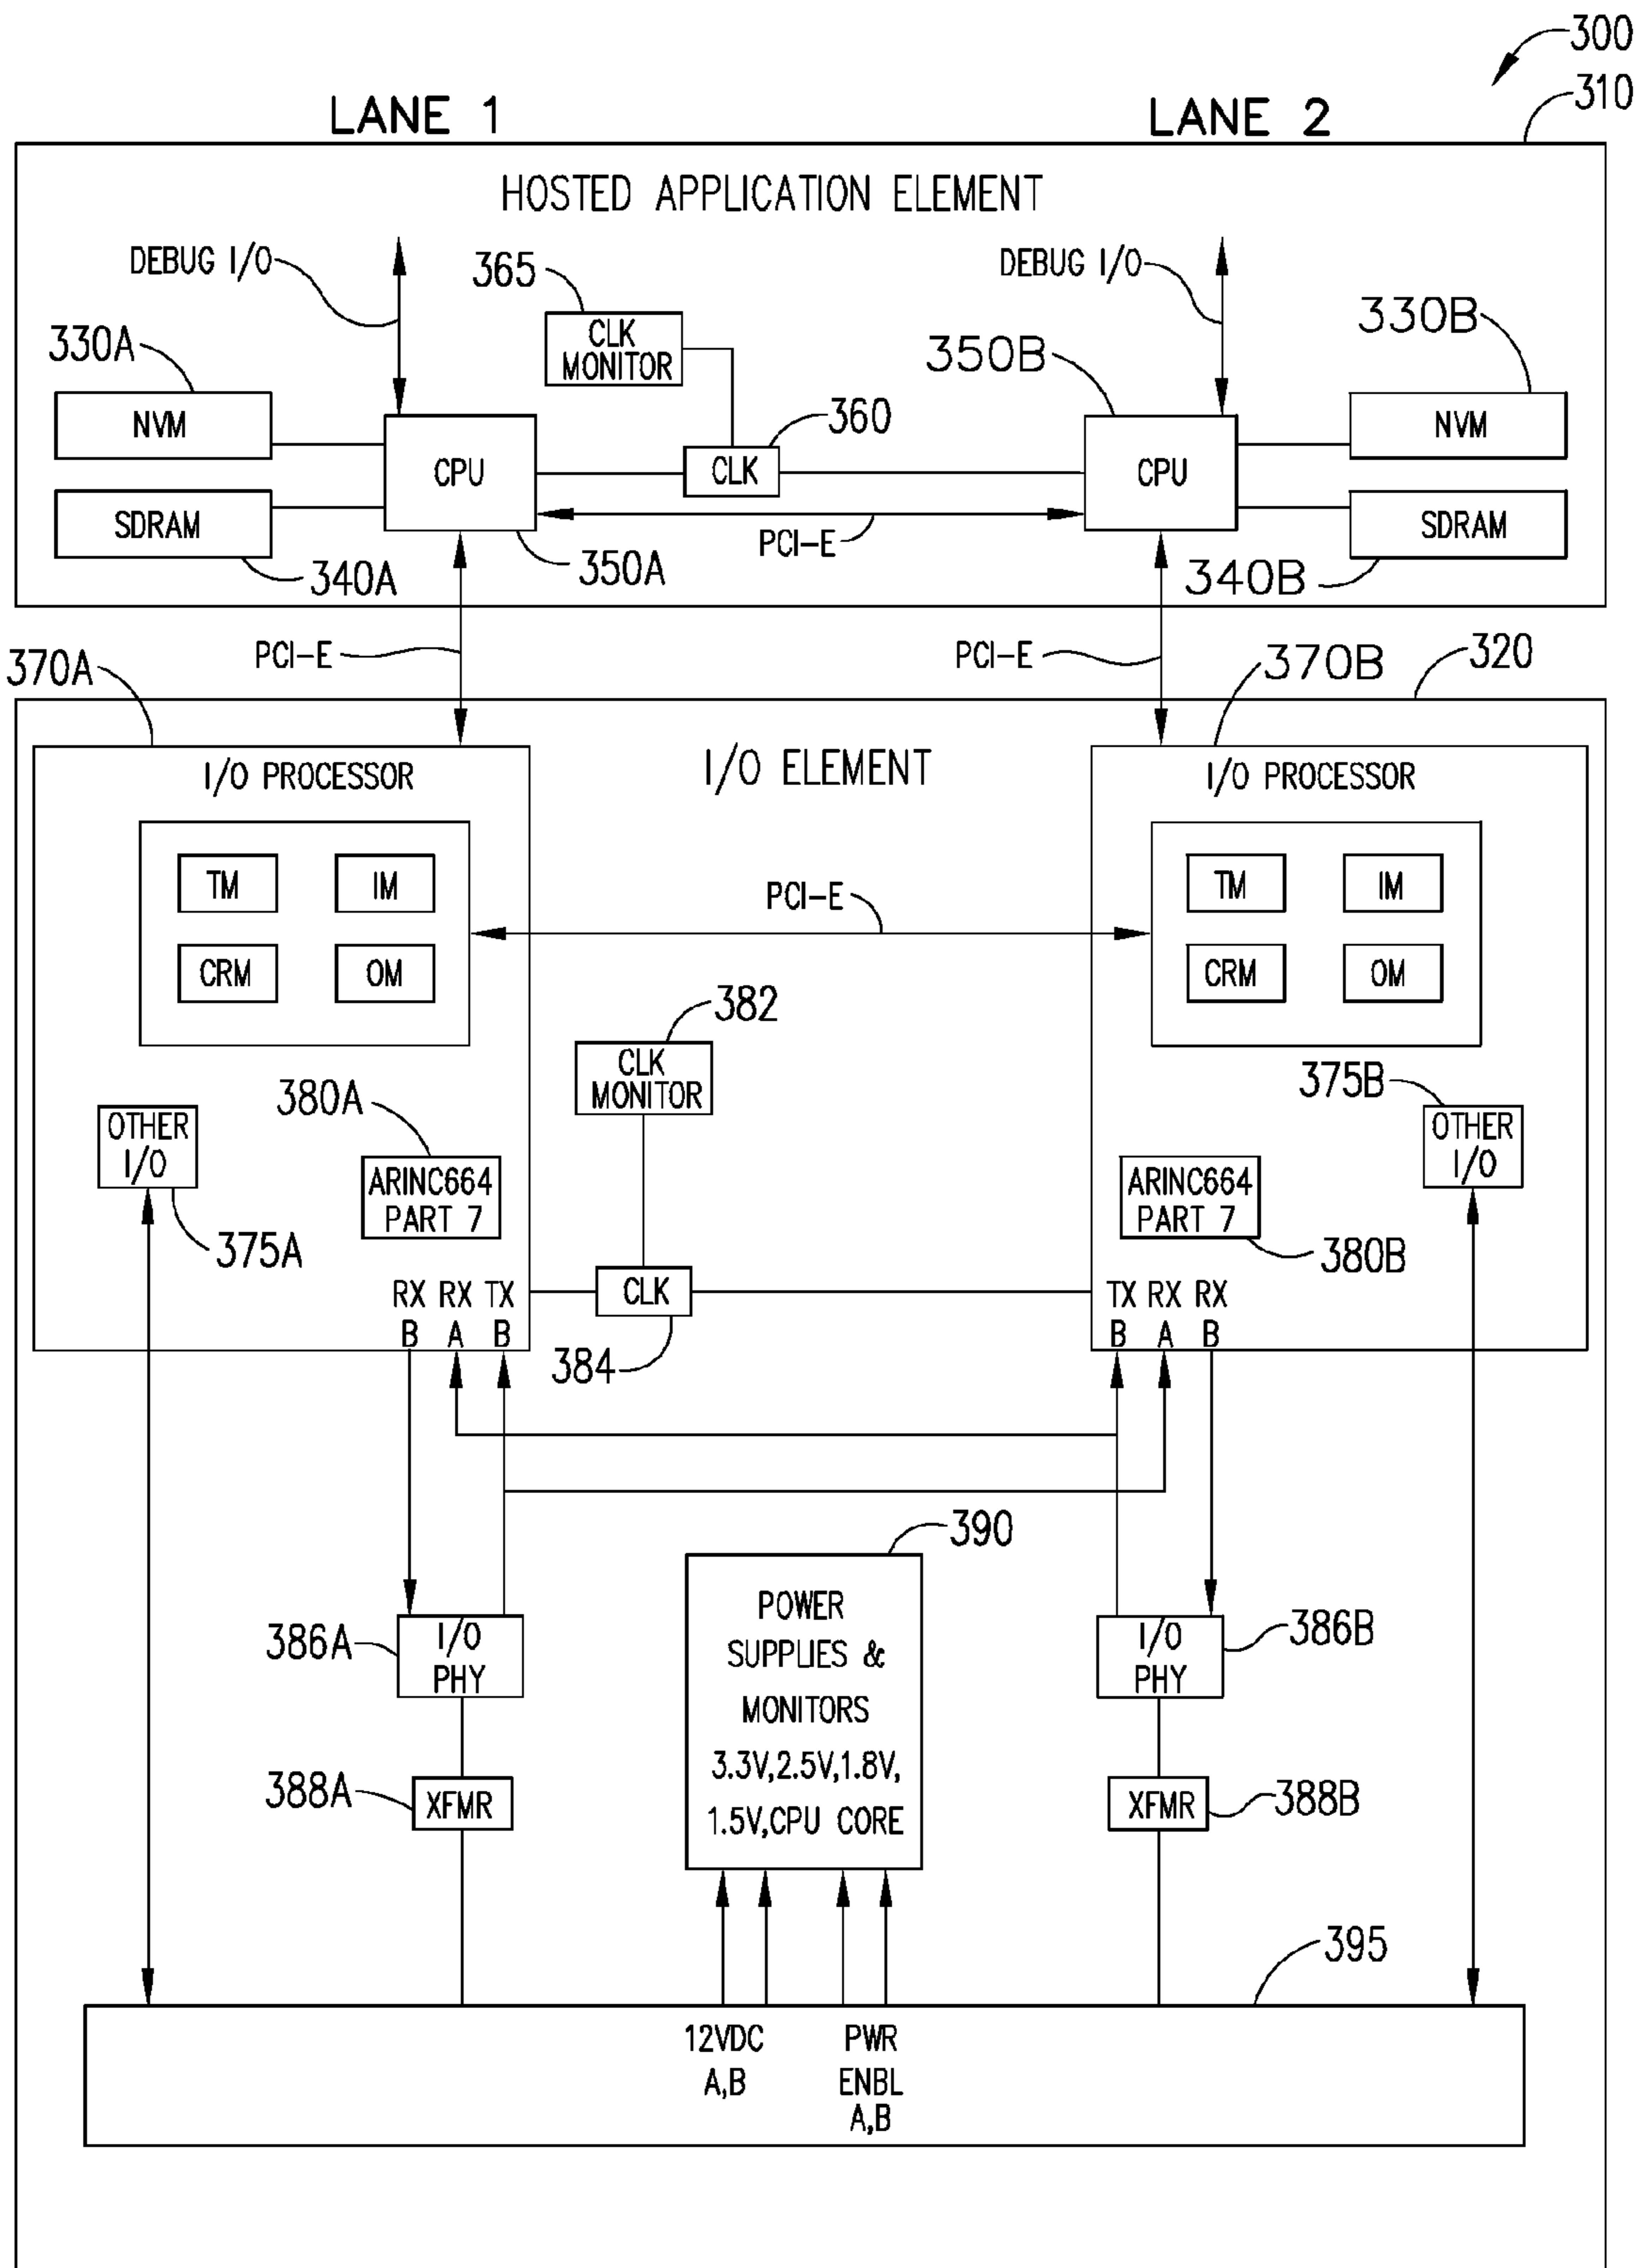 300
310
LANE 1
LANE 2
HOSTED APPLICATION ELEMENT
DEBUG I/O
365
DEBUG I/O
330A
CLK
MONITOR
350B
330B
NVM
360
NVM
CPU
CLK
CPU
SDRAM
PCI-E
SDRAM
340A
350A
340B
370A
PCI-E
PCI-E
370B
320
I/O PROCESSOR
I/O ELEMENT
I/O PROCESSOR
TM
IM
PCI-E
TM
IM
CRM
OM
CRM
OM
382
CLK
MONITOR
380A
375B
OTHER
I/O
OTHER
I/O
ARINC664
PART 7
ARINC664
PART 7
375A
380B
RX RX TX
CLK
TX RX RX
B A B
B A B
384
390
POWER
SUPPLIES &
MONITORS
3.3V,2.5V,1.8V,
1.5V,CPU CORE
386A
I/O
PHY
I/O
PHY
386B
388A
XFMR
XFMR
388B
395
12VDC
A,B
PWR
ENBL
A,B